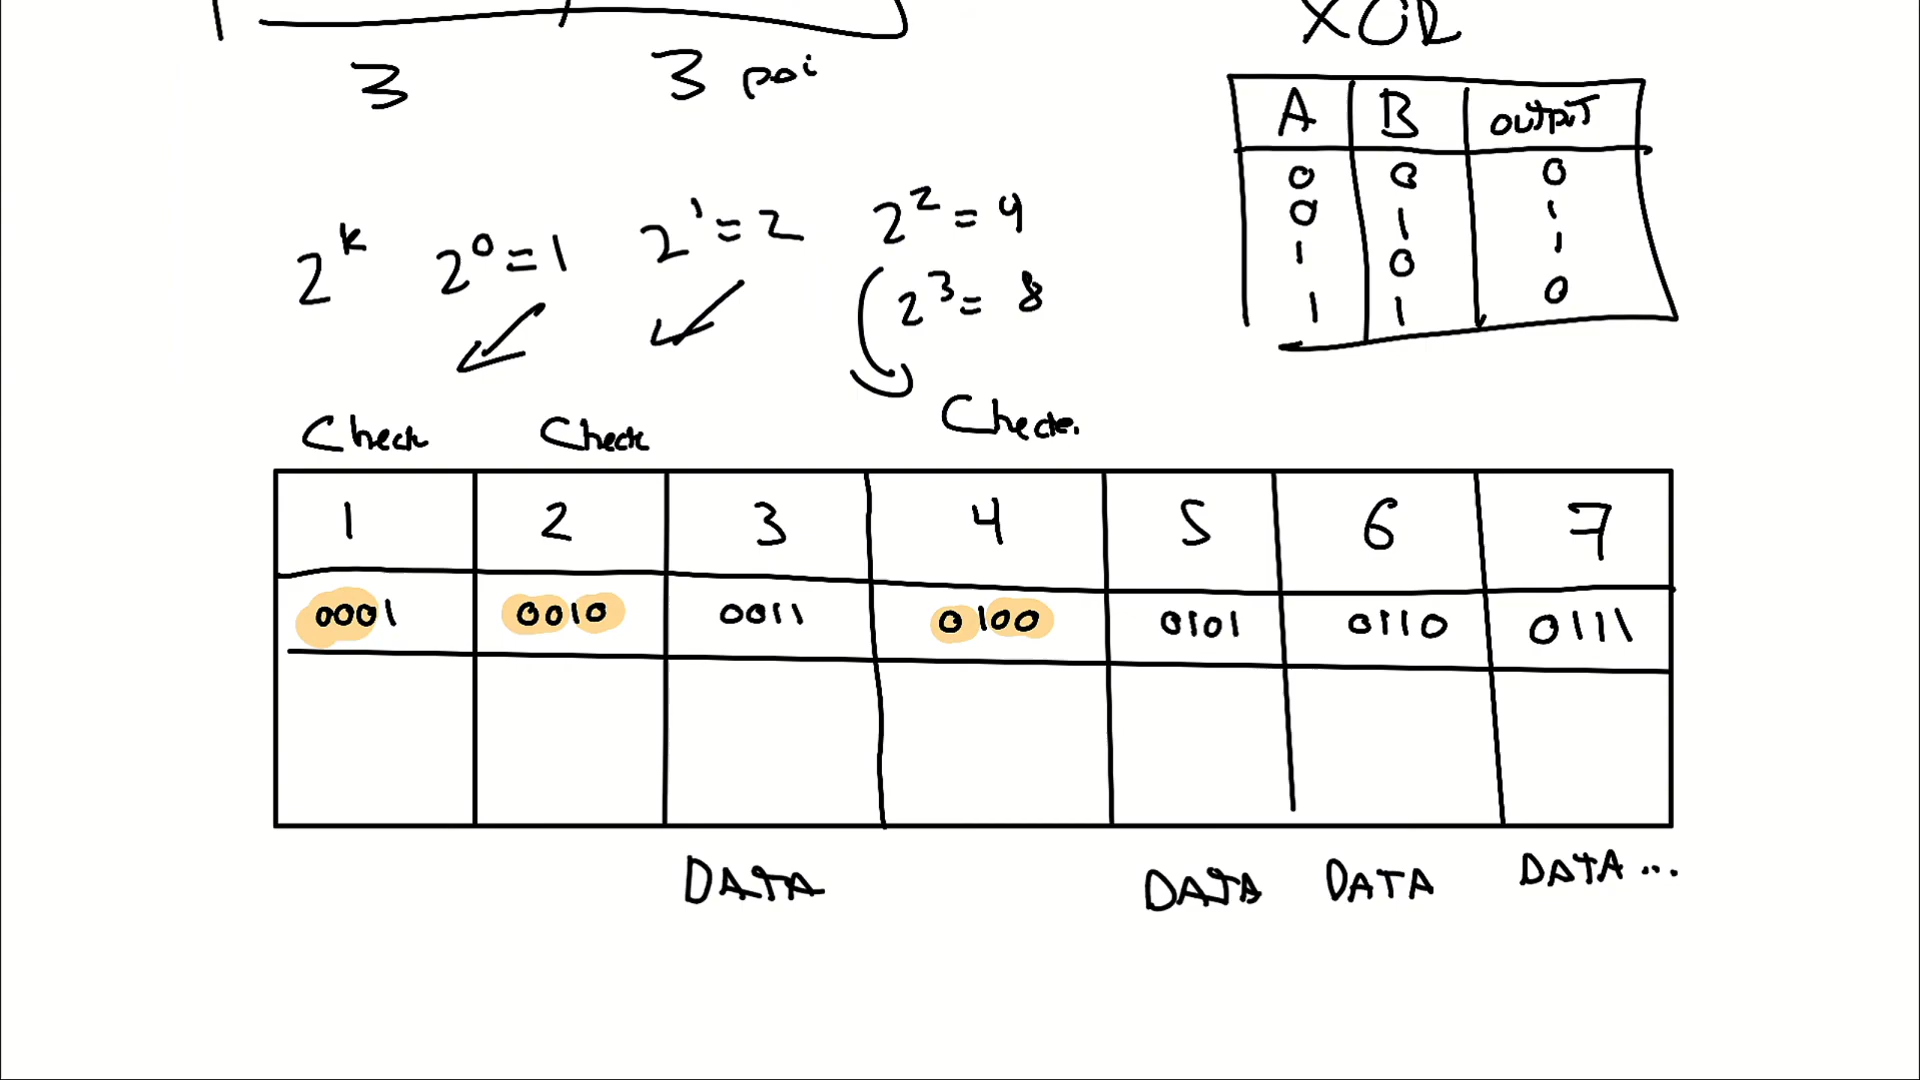 XOR
3 3 poi
A B OUTPUT
0 0 0
0 1 1
1 0 1
1 1 0
2^k 2^0=1 2^1=2 2^2=4
2^3=8
Check Check Check.
1 2 3 4 5 6 7
0001 0010 0011 0100 0101 0110 0111
DATA DATA DATA DATA...